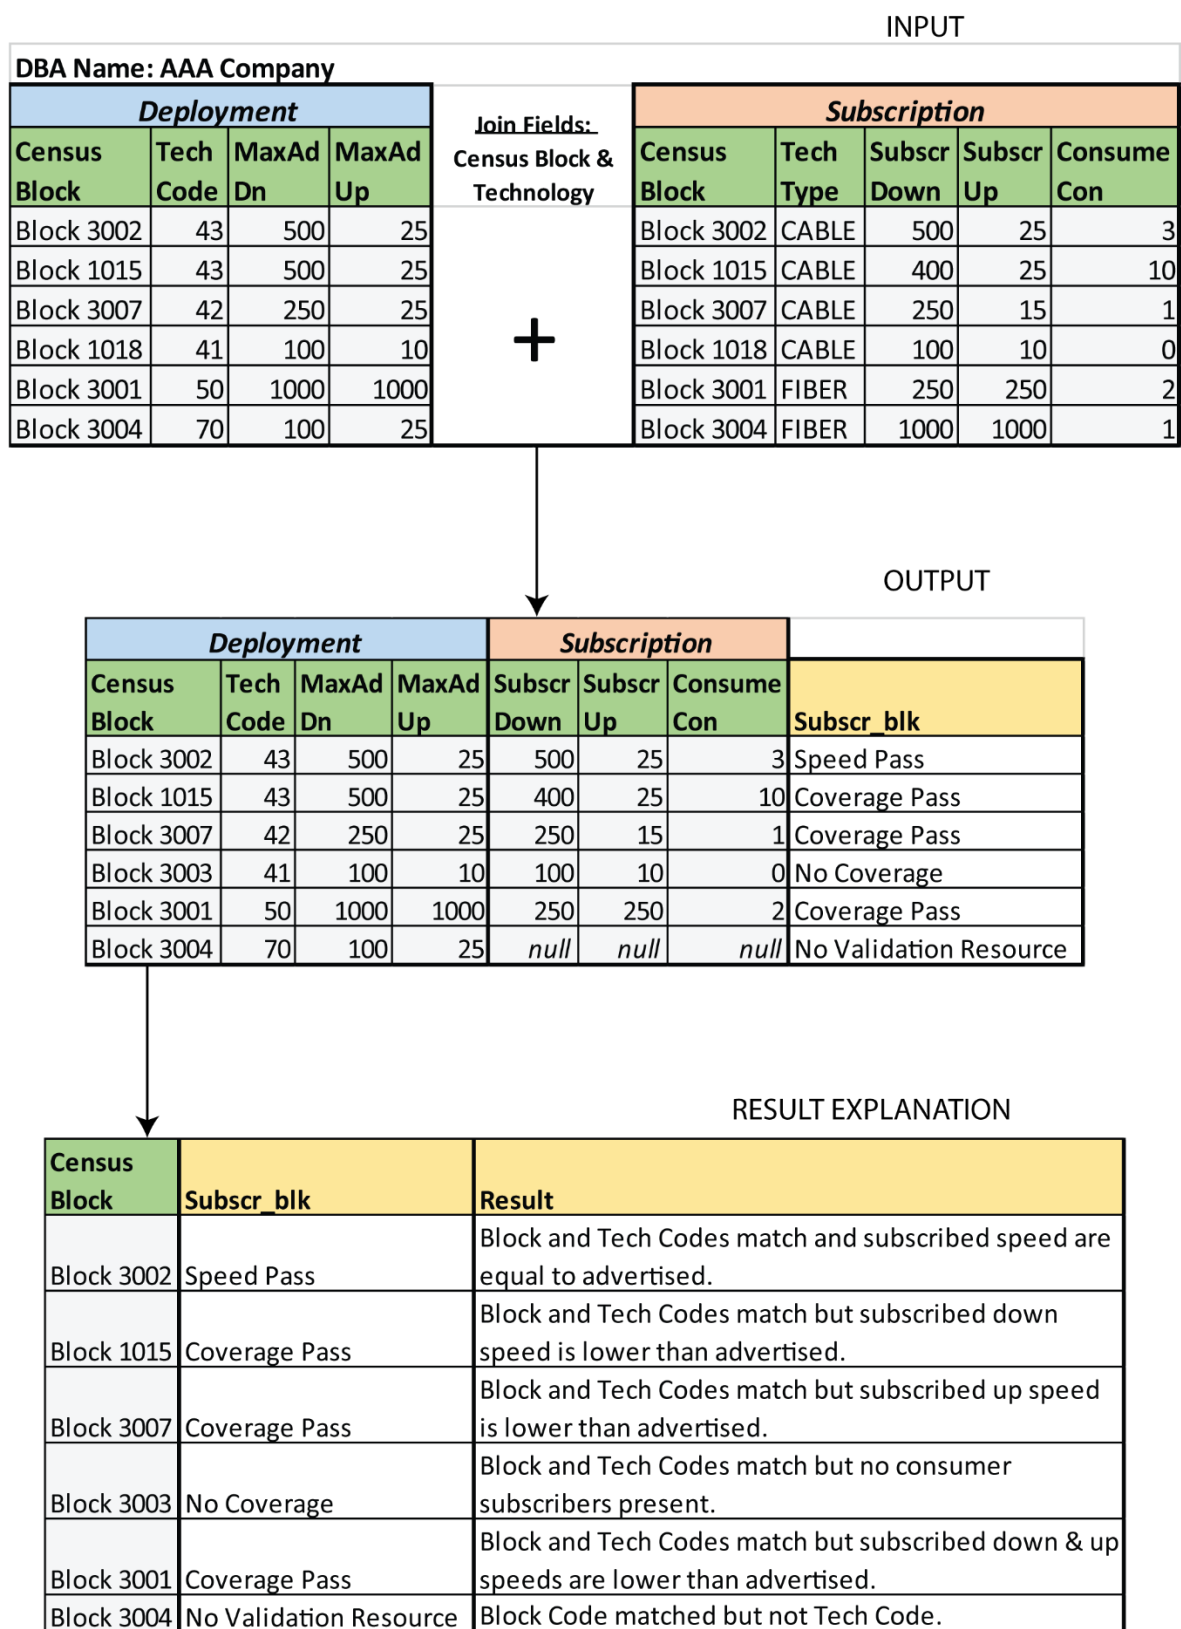 INPUT
DBA Name: AAA Company
Deployment
Join Fields:
Census Block &
Technology
Subscription
Census Block Tech Code MaxAd Dn MaxAd Up
Census Block Tech Type Subscr Down Subscr Up Consume Con
Block 3002 43 500 25 Block 3002 CABLE 500 25 3
Block 1015 43 500 25 Block 1015 CABLE 400 25 10
Block 3007 42 250 25 Block 3007 CABLE 250 15 1
Block 1018 41 100 10 Block 1018 CABLE 100 10 0
Block 3001 50 1000 1000 Block 3001 FIBER 250 250 2
Block 3004 70 100 25 Block 3004 FIBER 1000 1000 1
+
OUTPUT
Deployment Subscription
Census Block Tech Code MaxAd Dn MaxAd Up Subscr Down Subscr Up Consume Con Subscr_blk
Block 3002 43 500 25 500 25 3 Speed Pass
Block 1015 43 500 25 400 25 10 Coverage Pass
Block 3007 42 250 25 250 15 1 Coverage Pass
Block 3003 41 100 10 100 10 0 No Coverage
Block 3001 50 1000 1000 250 250 2 Coverage Pass
Block 3004 70 100 25 null null null No Validation Resource
RESULT EXPLANATION
Census Block Subscr_blk Result
Block 3002 Speed Pass Block and Tech Codes match and subscribed speed are
equal to advertised.
Block 1015 Coverage Pass Block and Tech Codes match but subscribed down
speed is lower than advertised.
Block 3007 Coverage Pass Block and Tech Codes match but subscribed up speed
is lower than advertised.
Block 3003 No Coverage Block and Tech Codes match but no consumer
subscribers present.
Block 3001 Coverage Pass Block and Tech Codes match but subscribed down & up
speeds are lower than advertised.
Block 3004 No Validation Resource Block Code matched but not Tech Code.